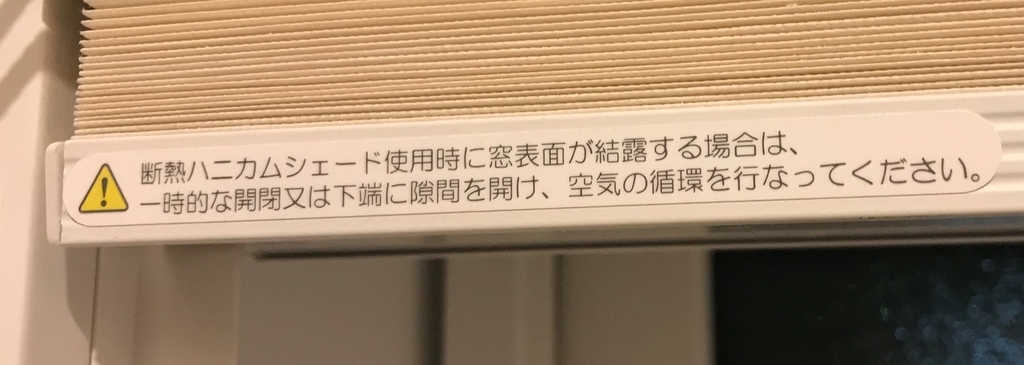 断熱ハニカムシェード使用時に窓表面が結露する場合は、
一時的な開閉又は下端に隙間を開け、空気の循環を行なってください。